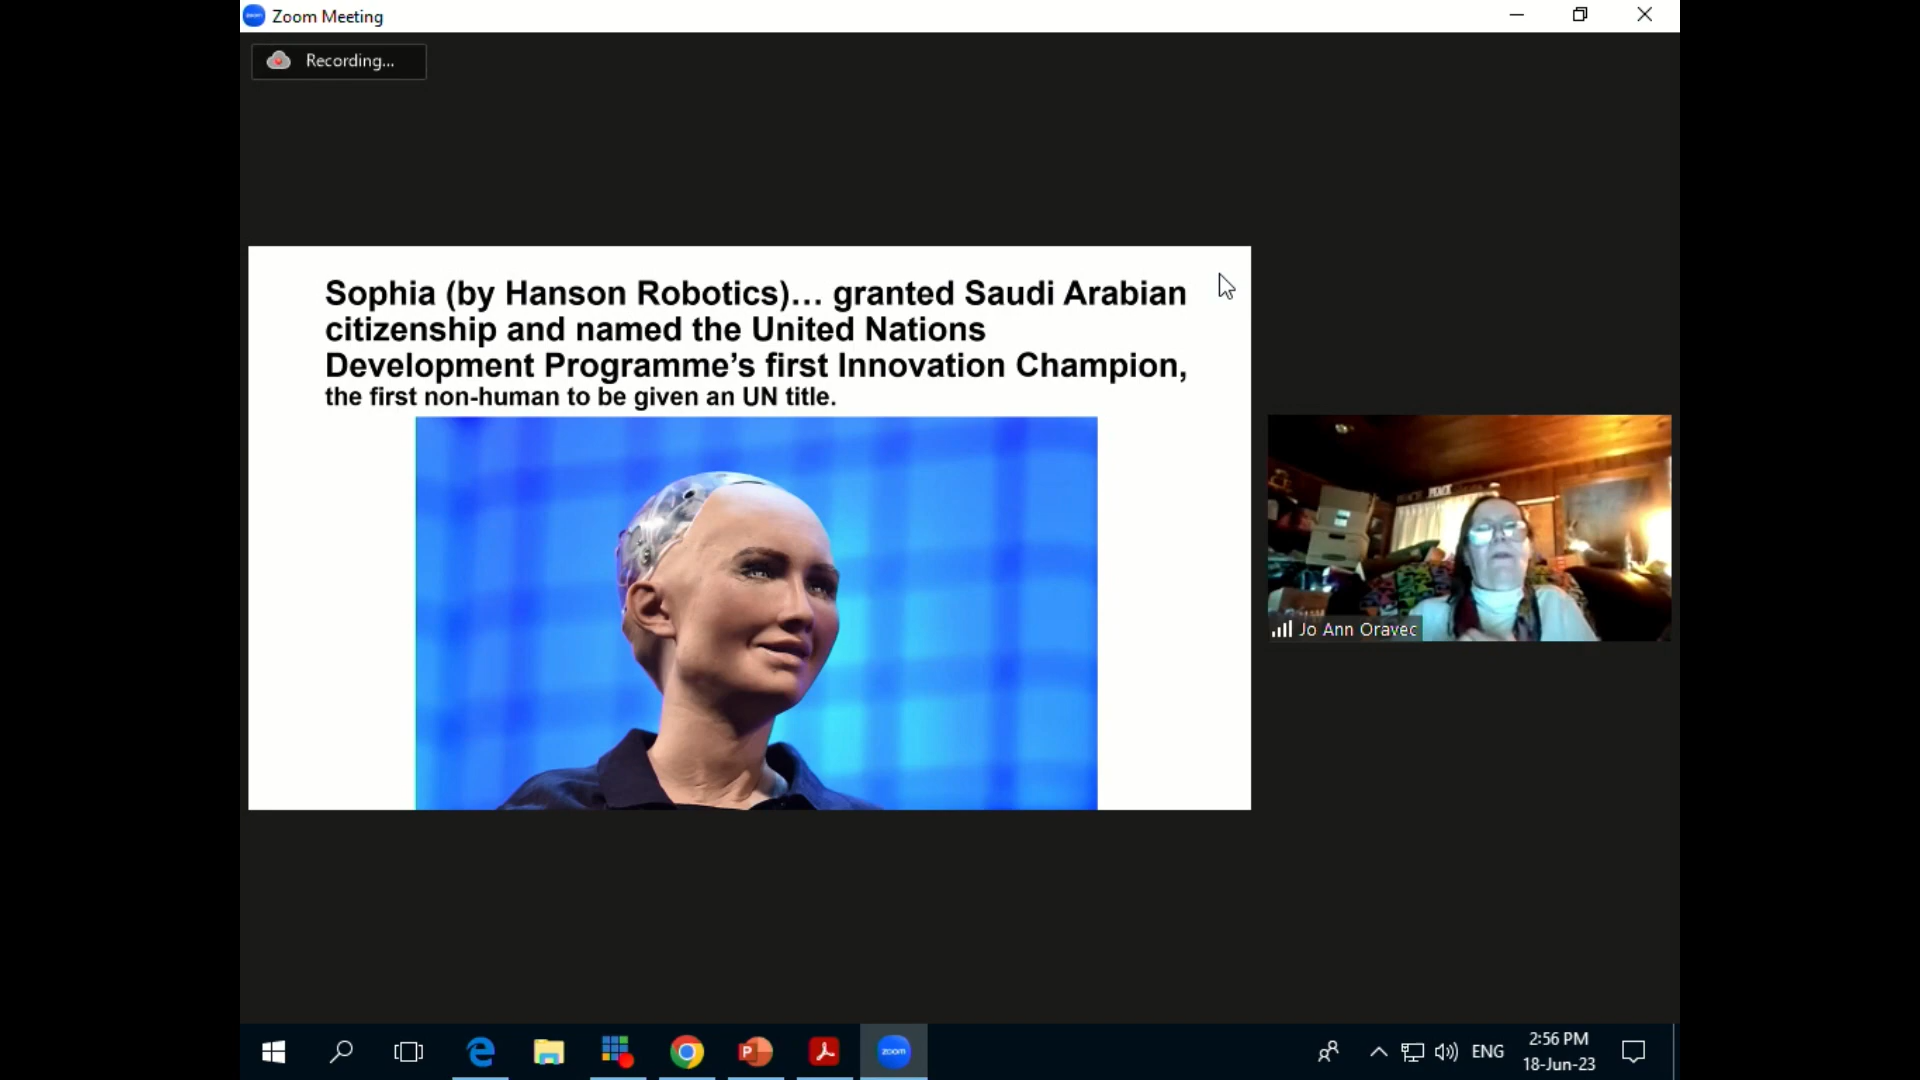 Zoom Meeting
Recording...
Sophia (by Hanson Robotics)... granted Saudi Arabian
citizenship and named the United Nations
Development Programme’s first Innovation Champion,
the first non-human to be given an UN title.
Jo Ann Oravec
zoom
ENG
2:56 PM
18-Jun-23